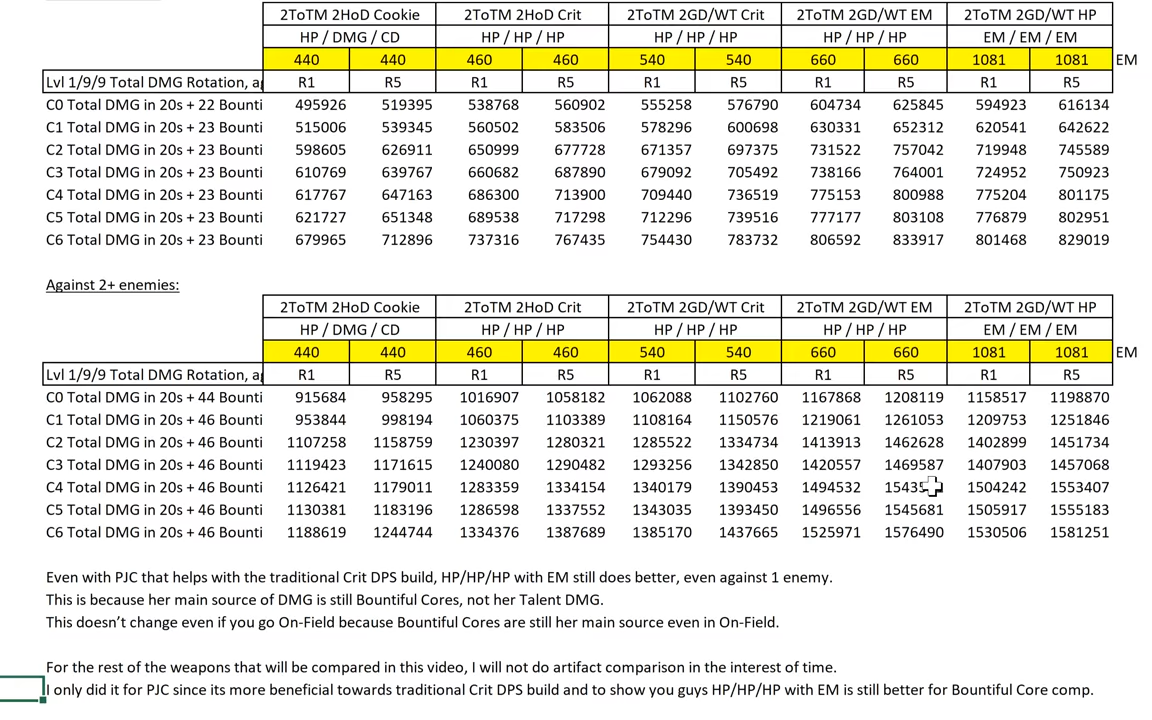 2ToTM 2HoD Cookie 2ToTM 2HoD Crit 2ToTM 2GD/WT Crit 2ToTM 2GD/WT EM 2ToTM 2GD/WT HP
HP / DMG / CD HP / HP / HP HP / HP / HP HP / HP / HP EM / EM / EM
440 440 460 460 540 540 660 660 1081 1081 EM
Lvl 1/9/9 Total DMG Rotation, R1 R5 R1 R5 R1 R5 R1 R5 R1 R5
C0 Total DMG in 20s + 22 Bounti 495926 519395 538768 560902 555258 576790 604734 625845 594923 616134
C1 Total DMG in 20s + 23 Bounti 515006 539345 560502 583506 578296 600698 630331 652312 620541 642622
C2 Total DMG in 20s + 23 Bounti 598605 626911 650999 677728 671357 697375 731522 757042 719948 745589
C3 Total DMG in 20s + 23 Bounti 610769 639767 660682 687890 679092 705492 738166 764001 724952 750923
C4 Total DMG in 20s + 23 Bounti 617767 647163 686300 713900 709440 736519 775153 800988 775204 801175
C5 Total DMG in 20s + 23 Bounti 621727 651348 689538 717298 712296 739516 777177 803108 776879 802951
C6 Total DMG in 20s + 23 Bounti 679965 712896 737316 767435 754430 783732 806592 833917 801468 829019
Against 2+ enemies:
2ToTM 2HoD Cookie 2ToTM 2HoD Crit 2ToTM 2GD/WT Crit 2ToTM 2GD/WT EM 2ToTM 2GD/WT HP
HP / DMG / CD HP / HP / HP HP / HP / HP HP / HP / HP EM / EM / EM
440 440 460 460 540 540 660 660 1081 1081 EM
Lvl 1/9/9 Total DMG Rotation, R1 R5 R1 R5 R1 R5 R1 R5 R1 R5
C0 Total DMG in 20s + 44 Bounti 915684 958295 1016907 1058182 1062088 1102760 1167868 1208119 1158517 1198870
C1 Total DMG in 20s + 46 Bounti 953844 998194 1060375 1103389 1108164 1150576 1219061 1261053 1209753 1251846
C2 Total DMG in 20s + 46 Bounti 1107258 1158759 1230397 1280321 1285522 1334734 1413913 1462628 1402899 1451734
C3 Total DMG in 20s + 46 Bounti 1119423 1171615 1240080 1290482 1293256 1342850 1420557 1469587 1407903 1457068
C4 Total DMG in 20s + 46 Bounti 1126421 1179011 1283359 1334154 1340179 1390453 1494532 1504242 1553407
C5 Total DMG in 20s + 46 Bounti 1130381 1183196 1286598 1337552 1343035 1393450 1496556 1545681 1505917 1555183
C6 Total DMG in 20s + 46 Bounti 1188619 1244744 1334376 1387689 1385170 1437665 1525971 1576490 1530506 1581251
Even with PJC that helps with the traditional Crit DPS build, HP/HP/HP with EM still does better, even against 1 enemy.
This is because her main source of DMG is still Bountiful Cores, not her Talent DMG.
This doesn't change even if you go On-Field because Bountiful Cores are still her main source even in On-Field.
For the rest of the weapons that will be compared in this video, I will not do artifact comparison in the interest of time.
I only did it for PJC since its more beneficial towards traditional Crit DPS build and to show you guys HP/HP/HP with EM is still better for Bountiful Core comp.